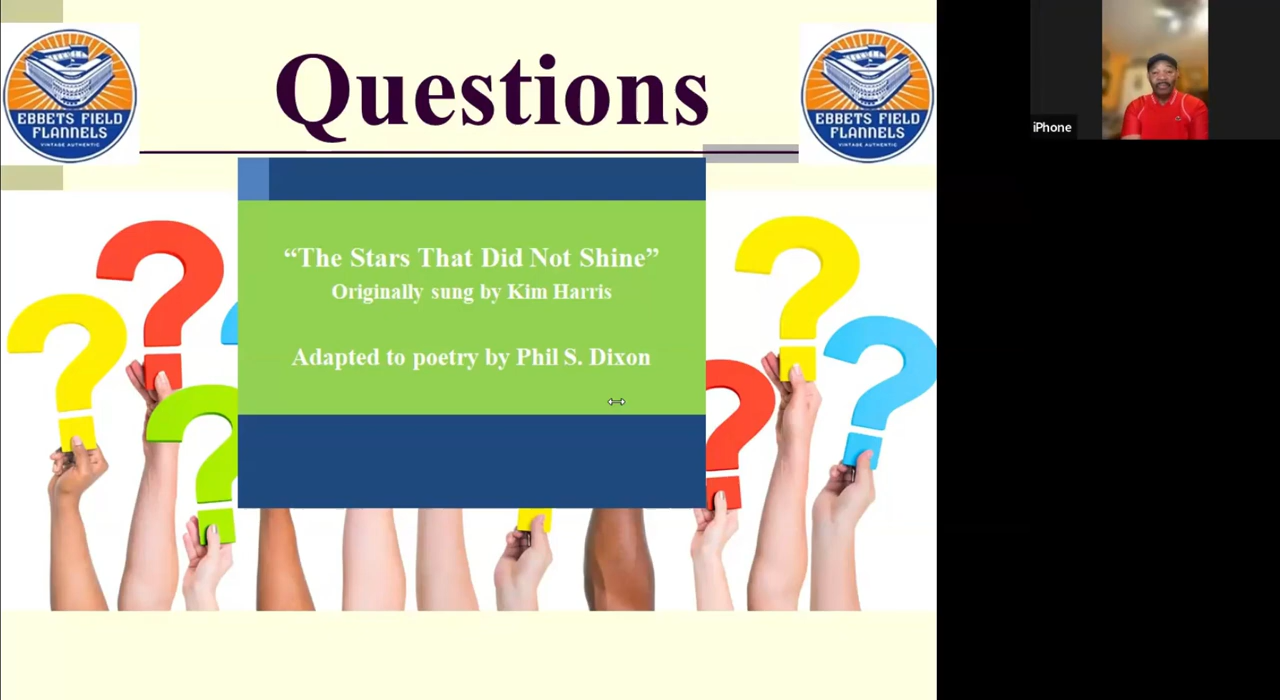 Questions
EBBETS FIELD
FLANNELS
VINTAGE AUTHENTIC
EBBETS FIELD
FLANNELS
VINTAGE AUTHENTIC
“The Stars That Did Not Shine”
Originally sung by Kim Harris
Adapted to poetry by Phil S. Dixon
iPhone